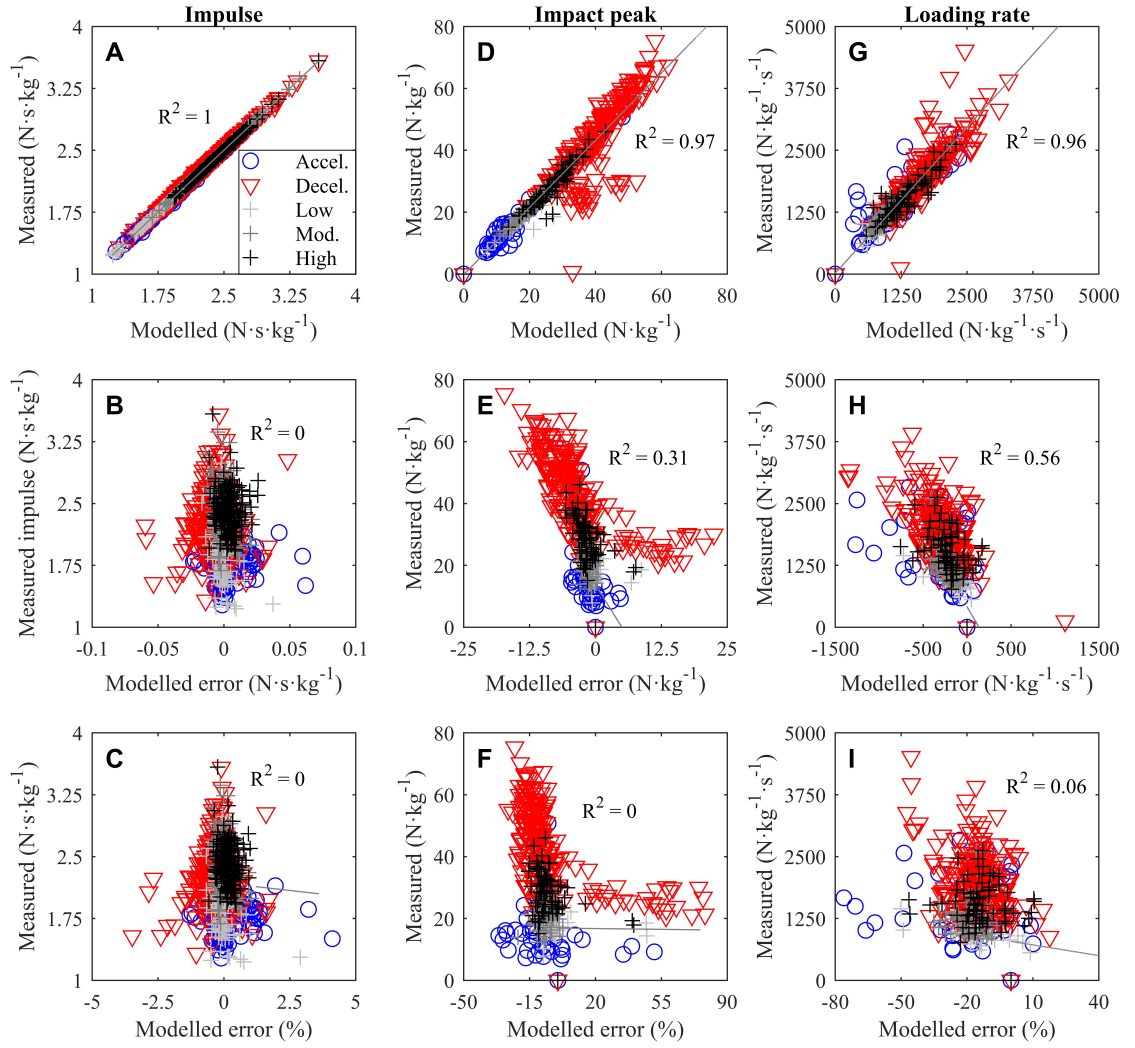 Impulse
A
R² = 1
Accel.
Decel.
Low
Mod.
High
Measured (N·s·kg⁻¹)
4
3.25
2.5
1.75
1
1 1.75 2.5 3.25 4
Modelled (N·s·kg⁻¹)
Impact peak
D
R² = 0.97
Measured (N·kg⁻¹)
80
60
40
20
0
0 20 40 60 80
Modelled (N·kg⁻¹)
Loading rate
G
R² = 0.96
Measured (N·kg⁻¹·s⁻¹)
5000
3750
2500
1250
0
0 1250 2500 3750 5000
Modelled (N·kg⁻¹·s⁻¹)
B
R² = 0
Measured impulse (N·s·kg⁻¹)
4
3.25
2.5
1.75
1
-0.1 -0.05 0 0.05 0.1
Modelled error (N·s·kg⁻¹)
E
R² = 0.31
Measured (N·kg⁻¹)
80
60
40
20
0
-25 -12.5 0 12.5 25
Modelled error (N·kg⁻¹)
H
R² = 0.56
Measured (N·kg⁻¹·s⁻¹)
5000
3750
2500
1250
0
-1500 -750 0 750 1500
Modelled error (N·kg⁻¹·s⁻¹)
C
R² = 0
Measured (N·s·kg⁻¹)
4
3.25
2.5
1.75
1
-5 -2.5 0 2.5 5
Modelled error (%)
F
R² = 0
Measured (N·kg⁻¹)
80
60
40
20
0
-50 -15 20 55 90
Modelled error (%)
I
R² = 0.06
Measured (N·kg⁻¹·s⁻¹)
5000
3750
2500
1250
0
-80 -50 -20 10 40
Modelled error (%)